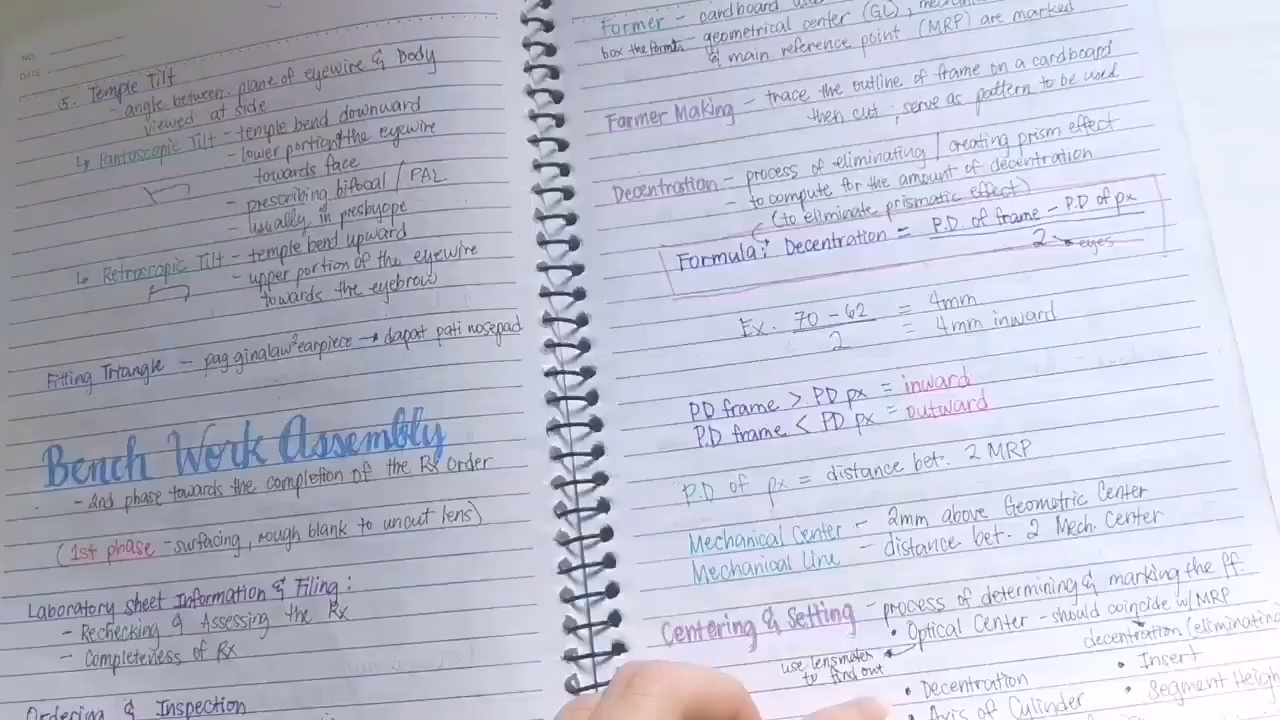 NO.
DATE
5. Temple Tilt
- angle between plane of eyewire & body
viewed at side
↳ Pantoscopic Tilt - temple bend downward
- lower portion of the eyewire
towards face
- prescribing bifocal / PAL
- usually in presbyope
↳ Retroscopic Tilt - temple bend upward
- upper portion of the eyewire
towards the eyebrow
Fitting Triangle - pag ginalaw² earpiece → dapat pati nosepad
Bench Work Assembly
- 2nd phase towards the completion of the Rx order
(1st phase - surfacing, rough blank to uncut lens)
Laboratory sheet Information & Filing:
- Rechecking & Assessing the Rx
- Completeness of Rx
Ordering & Inspection
Former - cardboard
box the form - geometrical center (GC),
& main reference point (MRP) are marked
Former Making - trace the outline of frame on a cardboard
then cut ; serve as pattern to be used
Decentration - process of eliminating / creating prism effect
- to compute for the amount of decentration
(to eliminate prismatic effect)
Formula: Decentration = P.D. of frame - P.D of px
2 eyes
Ex. 70 - 62 = 4mm
2 = 4mm inward
PD frame > PD px = inward
P.D frame < PD px = outward
P.D of px = distance bet. 2 MRP
Mechanical Center - 2mm above Geometric Center
Mechanical Line - distance bet. 2 Mech. Center
Centering & Setting - process of determining & marking the ff.
• Optical Center - should coincide w/ MRP
use lensmeter to find out
decentration (eliminating
• Decentration
• Insert
• Axis of Cylinder
• Segment Heigh